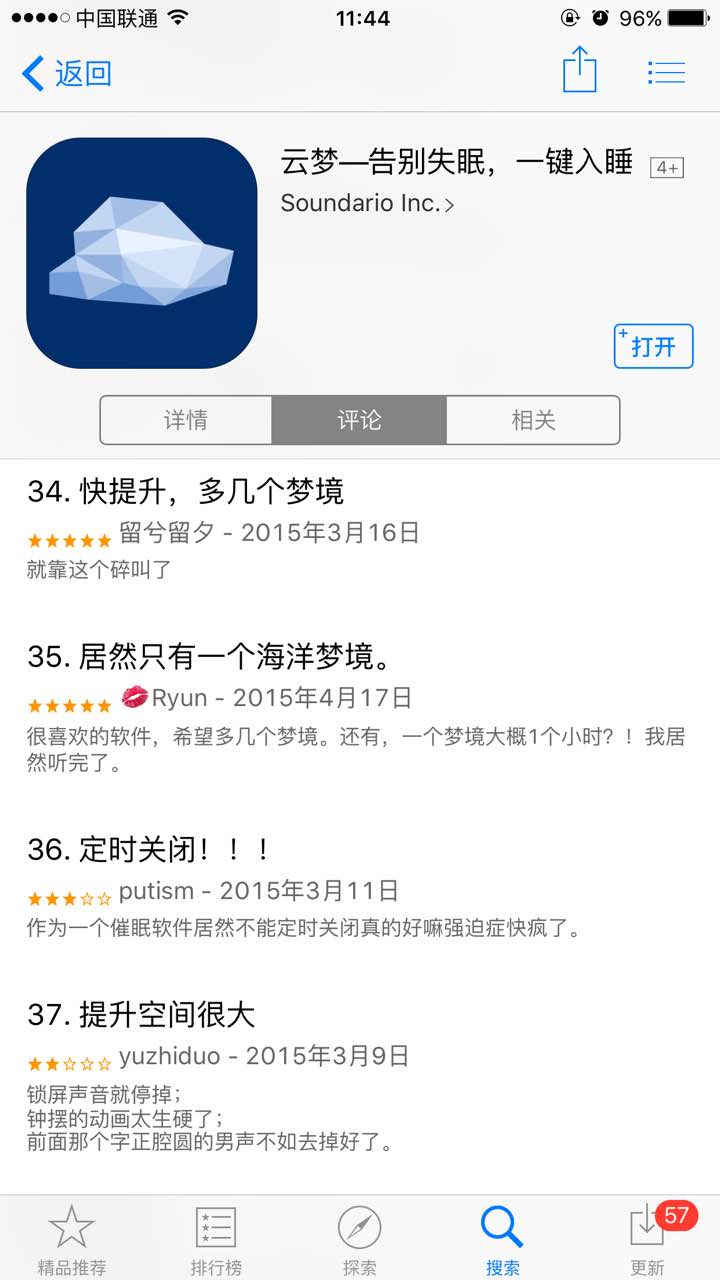 中国联通 11:44 96%
返回
云梦—告别失眠，一键入睡 4+
Soundario Inc.
+打开
详情 评论 相关
34. 快提升，多几个梦境
留兮留夕 - 2015年3月16日
就靠这个碎叫了
35. 居然只有一个海洋梦境。
💋Ryun - 2015年4月17日
很喜欢的软件，希望多几个梦境。还有，一个梦境大概1个小时？！我居
然听完了。
36. 定时关闭！！！
putism - 2015年3月11日
作为一个催眠软件居然不能定时关闭真的好嘛强迫症快疯了。
37. 提升空间很大
yuzhiduo - 2015年3月9日
锁屏声音就停掉；
钟摆的动画太生硬了；
前面那个字正腔圆的男声不如去掉好了。
57
精品推荐 排行榜 探索 搜索 更新